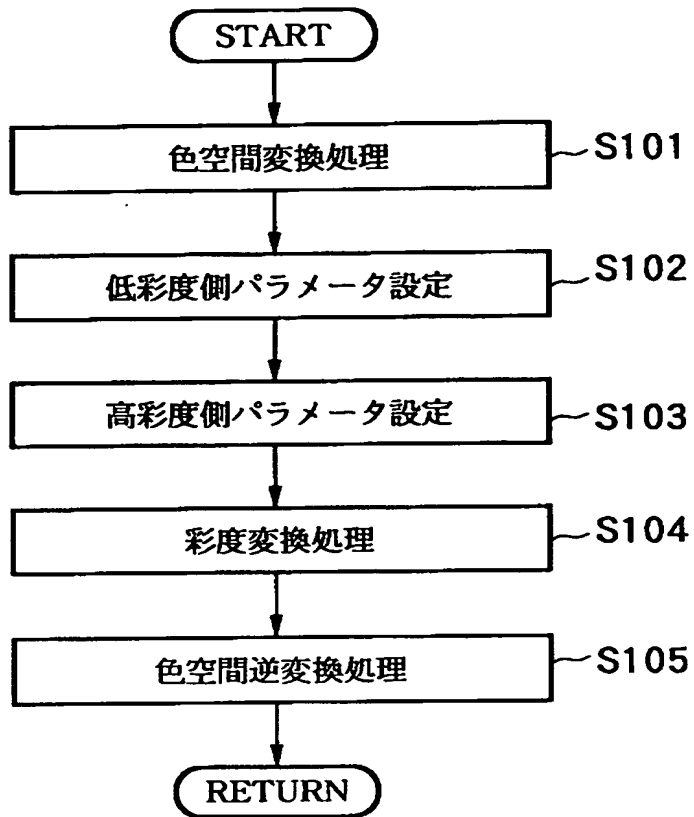 START
色空間変換処理
S101
低彩度側パラメータ設定
S102
高彩度側パラメータ設定
S103
彩度変換処理
S104
色空間逆変換処理
S105
RETURN